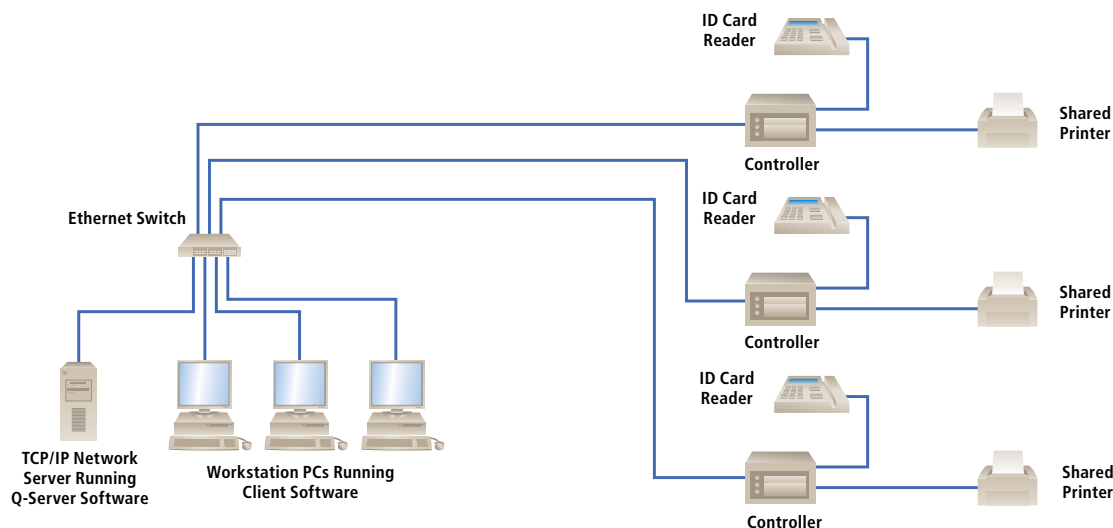 ID Card
Reader
Shared
Printer
Controller
ID Card
Reader
Ethernet Switch
Shared
Printer
Controller
ID Card
Reader
TCP/IP Network
Server Running
Q-Server Software
Workstation PCs Running
Client Software
Shared
Printer
Controller